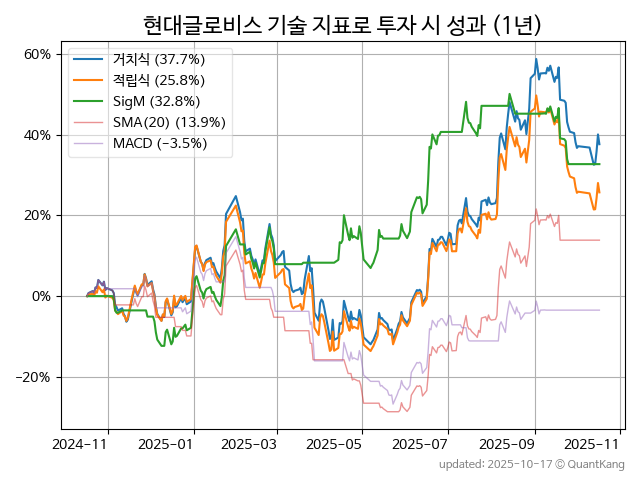 현대글로비스 기술 지표로 투자 시 성과 (1년)
60%
40%
20%
0%
−20%
거치식 (37.7%)
적립식 (25.8%)
SigM (32.8%)
SMA(20) (13.9%)
MACD (−3.5%)
2024-11
2025-01
2025-03
2025-05
2025-07
2025-09
2025-11
updated: 2025-10-17 © QuantKang